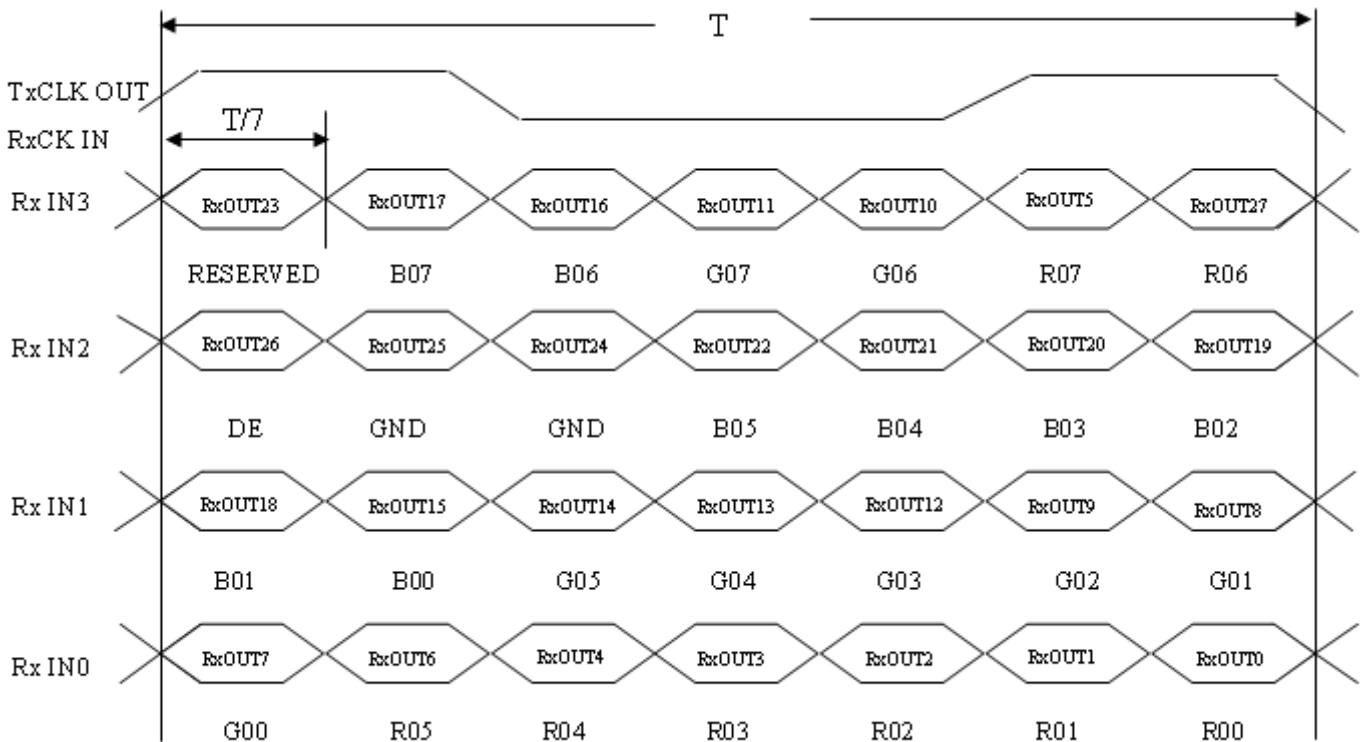 T
TxCLK OUT
T/7
RxCK IN
Rx IN3 RxOUT23 RxOUT17 RxOUT16 RxOUT11 RxOUT10 RxOUT5 RxOUT27
RESERVED B07 B06 G07 G06 R07 R06
Rx IN2 RxOUT26 RxOUT25 RxOUT24 RxOUT22 RxOUT21 RxOUT20 RxOUT19
DE GND GND B05 B04 B03 B02
Rx IN1 RxOUT18 RxOUT15 RxOUT14 RxOUT13 RxOUT12 RxOUT9 RxOUT8
B01 B00 G05 G04 G03 G02 G01
Rx IN0 RxOUT7 RxOUT6 RxOUT4 RxOUT3 RxOUT2 RxOUT1 RxOUT0
G00 R05 R04 R03 R02 R01 R00